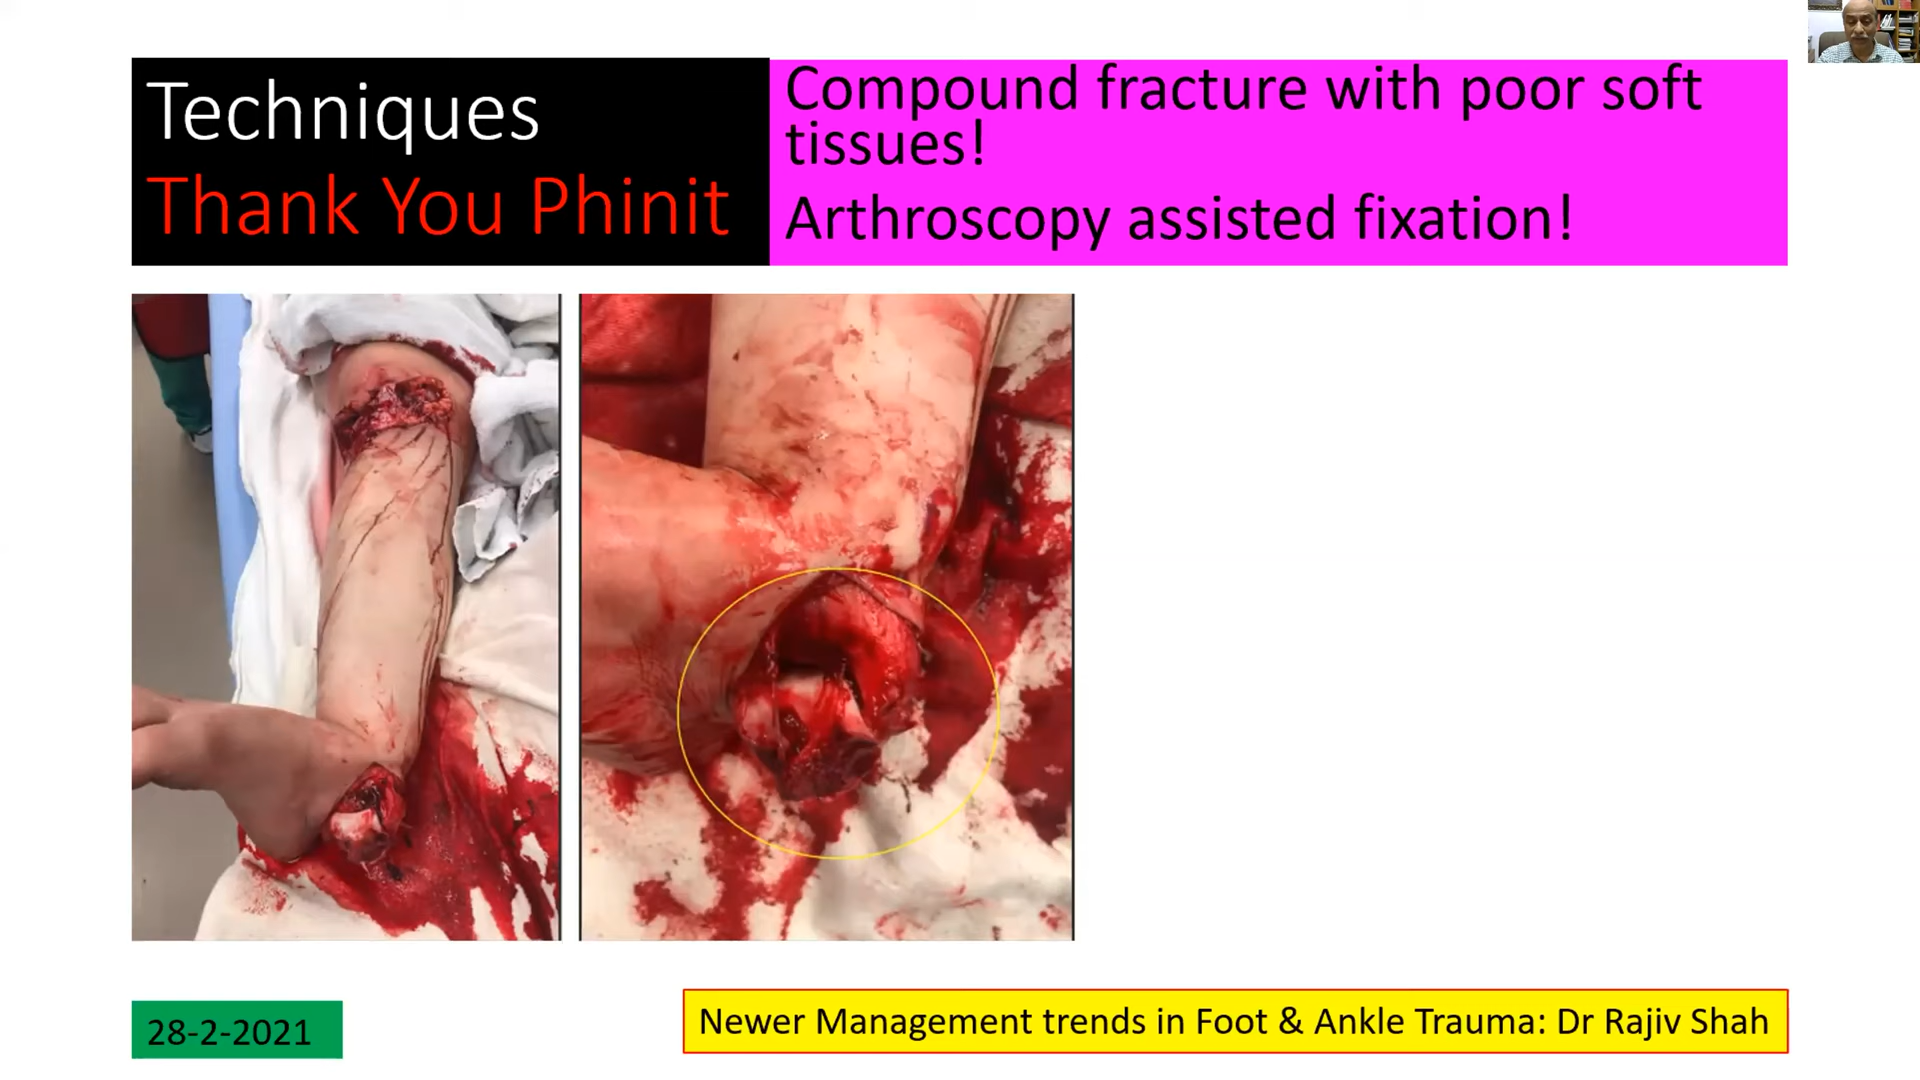 Techniques
Thank You Phinit
Compound fracture with poor soft
tissues!
Arthroscopy assisted fixation!
28-2-2021
Newer Management trends in Foot & Ankle Trauma: Dr Rajiv Shah